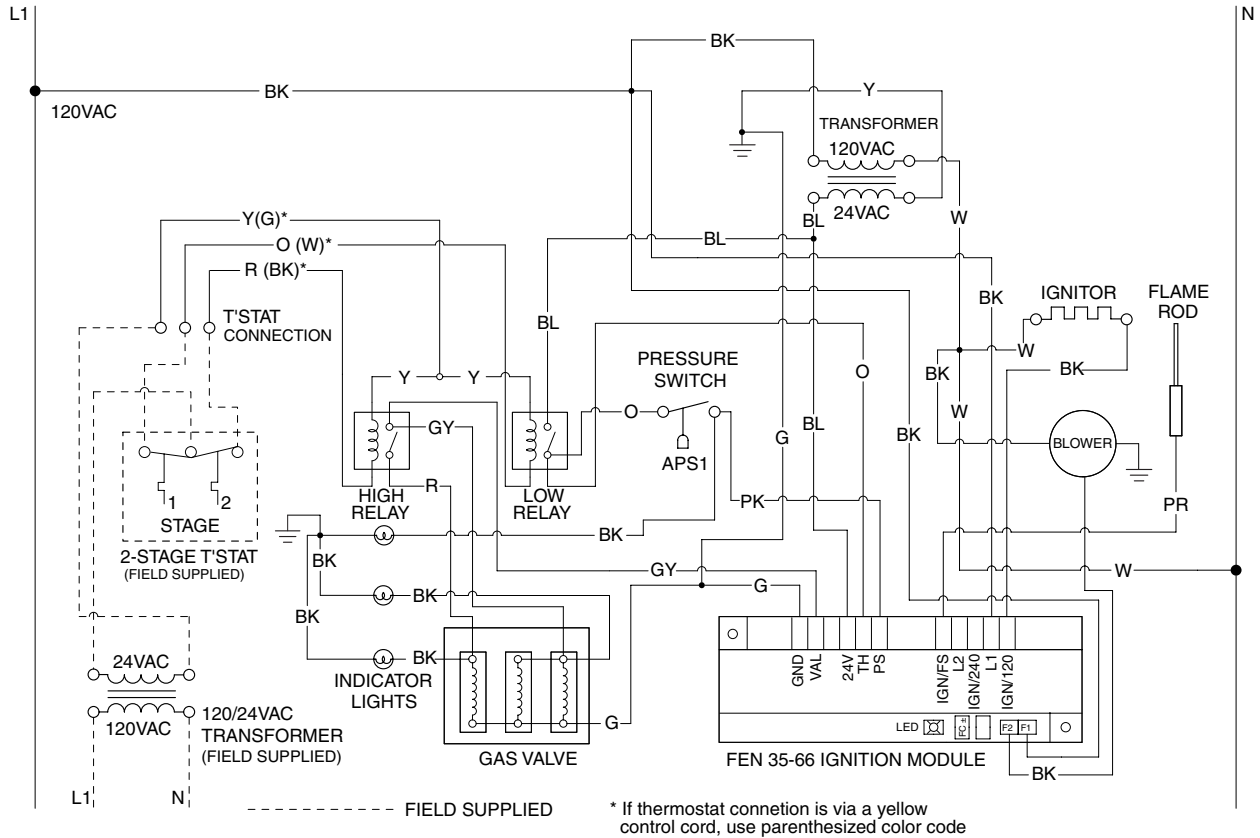 L1
N
BK
BK
Y
120VAC
TRANSFORMER
120VAC
24VAC
Y(G)*
BL
W
O (W)*
BL
R (BK)*
BK
IGNITOR
FLAME
ROD
T'STAT
CONNECTION
BL
PRESSURE
SWITCH
W
Y
Y
O
BK
BK
O
W
GY
BL
G
BK
BLOWER
APS1
R
HIGH
RELAY
LOW
RELAY
PK
PR
1
2
STAGE
2-STAGE T'STAT
(FIELD SUPPLIED)
BK
BK
GY
W
G
BK
BK
BK
INDICATOR
LIGHTS
24VAC
120VAC
120/24VAC
TRANSFORMER
(FIELD SUPPLIED)
G
GAS VALVE
GND
VAL
24V
TH
PS
IGN/FS
L2
IGN/240
L1
IGN/120
LED
FC ±
F2
F1
FEN 35-66 IGNITION MODULE
BK
L1
N
FIELD SUPPLIED
* If thermostat connetion is via a yellow
control cord, use parenthesized color code